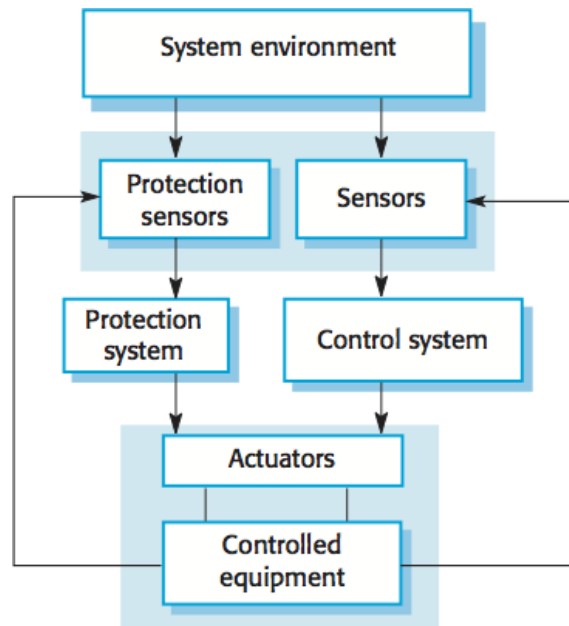 System environment
Protection
sensors
Sensors
Protection
system
Control system
Actuators
Controlled
equipment